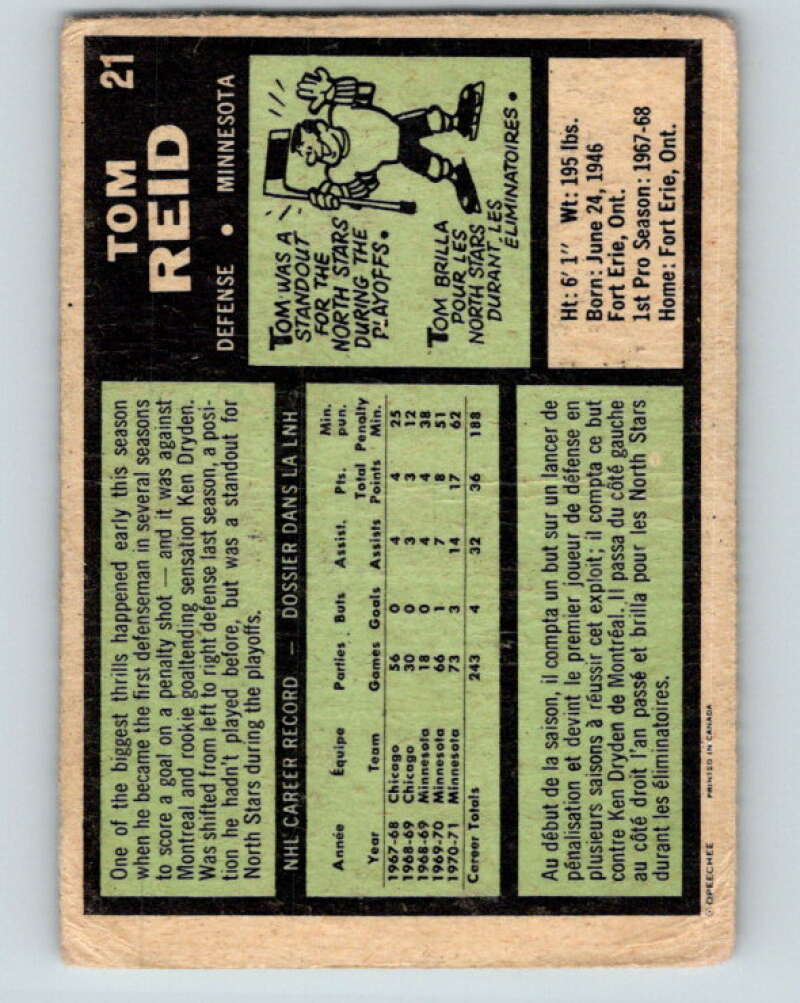 TOM 21
REID
DEFENSE • MINNESOTA
TOM WAS A
STANDOUT
FOR THE
NORTH STARS
DURING THE
PLAYOFFS.
TOM BRILLA
POUR LES
NORTH STARS
DURANT LES
ÉLIMINATOIRES.
Ht: 6' 1" Wt: 195 lbs.
Born: June 24, 1946
Fort Erie, Ont.
1st Pro Season: 1967-68
Home: Fort Erie, Ont.
One of the biggest thrills happened early this season
when he became the first defenseman in several seasons
to score a goal on a penalty shot — and it was against
Montreal and rookie goaltending sensation Ken Dryden.
Was shifted from left to right defense last season, a posi-
tion he hadn't played before, but was a standout for
North Stars during the playoffs.
NHL CAREER RECORD — DOSSIER DANS LA LNH
Année Équipe Parties Buts Assist. Pts. Min. pun.
Year Team Games Goals Assists Total Points Penalty Min.
1967-68 Chicago 56 0 4 4 25
1968-69 Chicago 30 0 3 3 12
1968-69 Minnesota 18 0 4 4 38
1969-70 Minnesota 66 1 7 8 51
1970-71 Minnesota 73 3 14 17 62
Career Totals 243 4 32 36 188
Au début de la saison, il compta un but sur un lancer de
pénalisation et devint le premier joueur de défense en
plusieurs saisons à réussir cet exploit; il compta ce but
contre Ken Dryden de Montréal. Il passa du côté gauche
au côté droit l'an passé et brilla pour les North Stars
durant les éliminatoires.
© OPEECHEE PRINTED IN CANADA